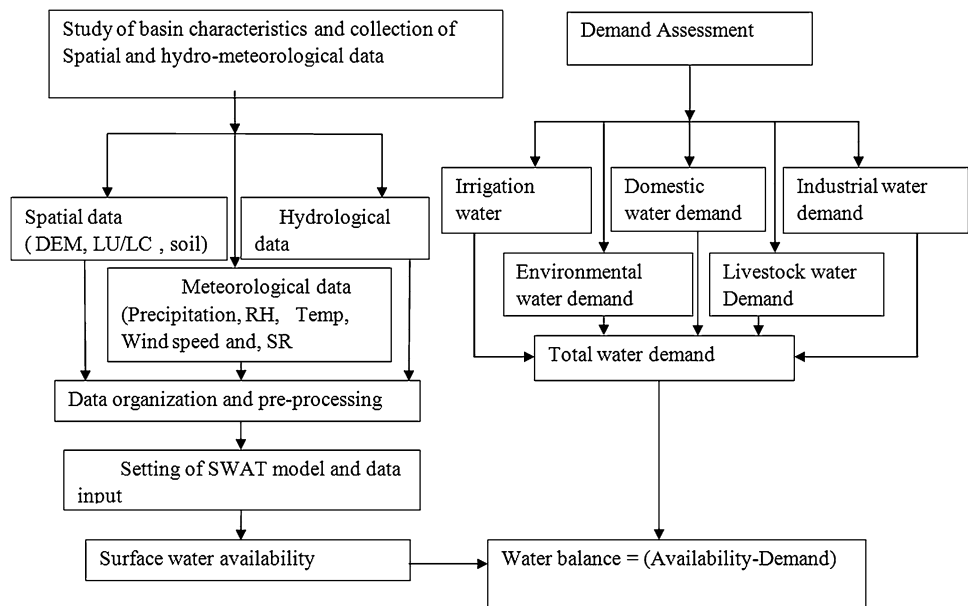 Study of basin characteristics and collection of
Spatial and hydro-meteorological data
Demand Assessment
Spatial data
( DEM, LU/LC , soil)
Hydrological
data
Meteorological data
(Precipitation, RH, Temp,
Wind speed and, SR
Data organization and pre-processing
Setting of SWAT model and data
input
Surface water availability
Irrigation
water
Domestic
water demand
Industrial water
demand
Environmental
water demand
Livestock water
Demand
Total water demand
Water balance = (Availability-Demand)